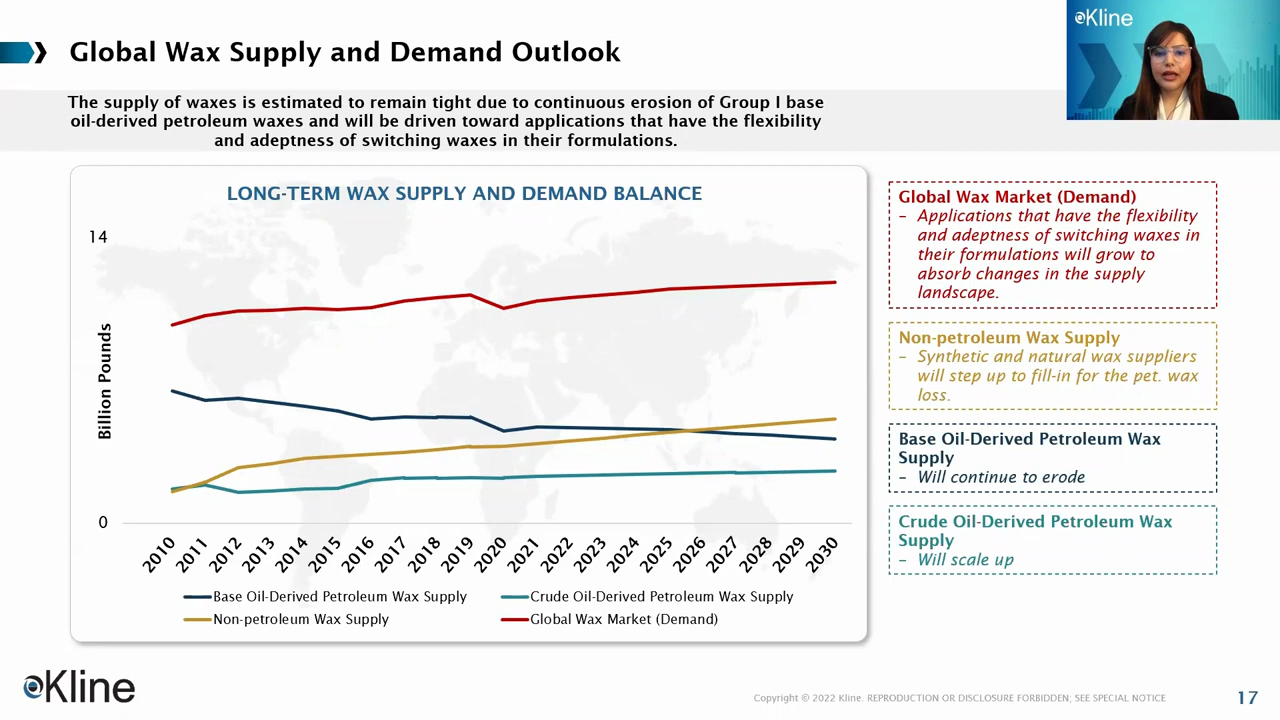 Global Wax Supply and Demand Outlook
Kline
The supply of waxes is estimated to remain tight due to continuous erosion of Group I base
oil-derived petroleum waxes and will be driven toward applications that have the flexibility
and adeptness of switching waxes in their formulations.
LONG-TERM WAX SUPPLY AND DEMAND BALANCE
14
Billion Pounds
0
2010 2011 2012 2013 2014 2015 2016 2017 2018 2019 2020 2021 2022 2023 2024 2025 2026 2027 2028 2029 2030
Base Oil-Derived Petroleum Wax Supply
Crude Oil-Derived Petroleum Wax Supply
Non-petroleum Wax Supply
Global Wax Market (Demand)
Global Wax Market (Demand)
– Applications that have the flexibility
and adeptness of switching waxes in
their formulations will grow to
absorb changes in the supply
landscape.
Non-petroleum Wax Supply
– Synthetic and natural wax suppliers
will step up to fill-in for the pet. wax
loss.
Base Oil-Derived Petroleum Wax
Supply
– Will continue to erode
Crude Oil-Derived Petroleum Wax
Supply
– Will scale up
Kline
Copyright © 2022 Kline. REPRODUCTION OR DISCLOSURE FORBIDDEN; SEE SPECIAL NOTICE
17